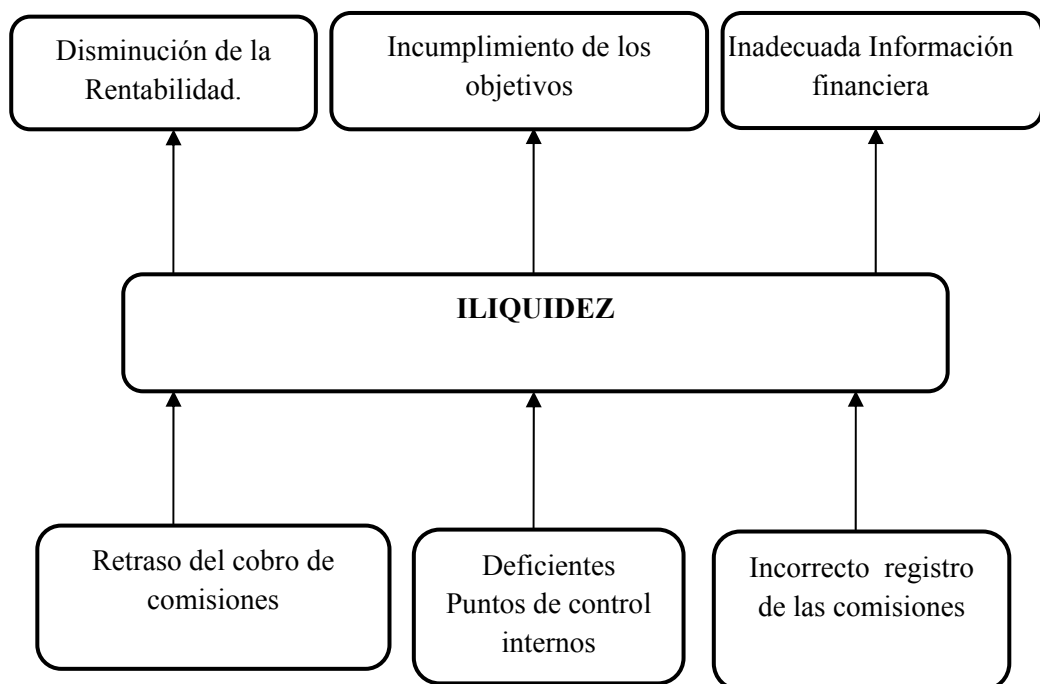 Disminución de la
Rentabilidad.
Incumplimiento de los
objetivos
Inadecuada Información
financiera
ILIQUIDEZ
Retraso del cobro de
comisiones
Deficientes
Puntos de control
internos
Incorrecto registro
de las comisiones